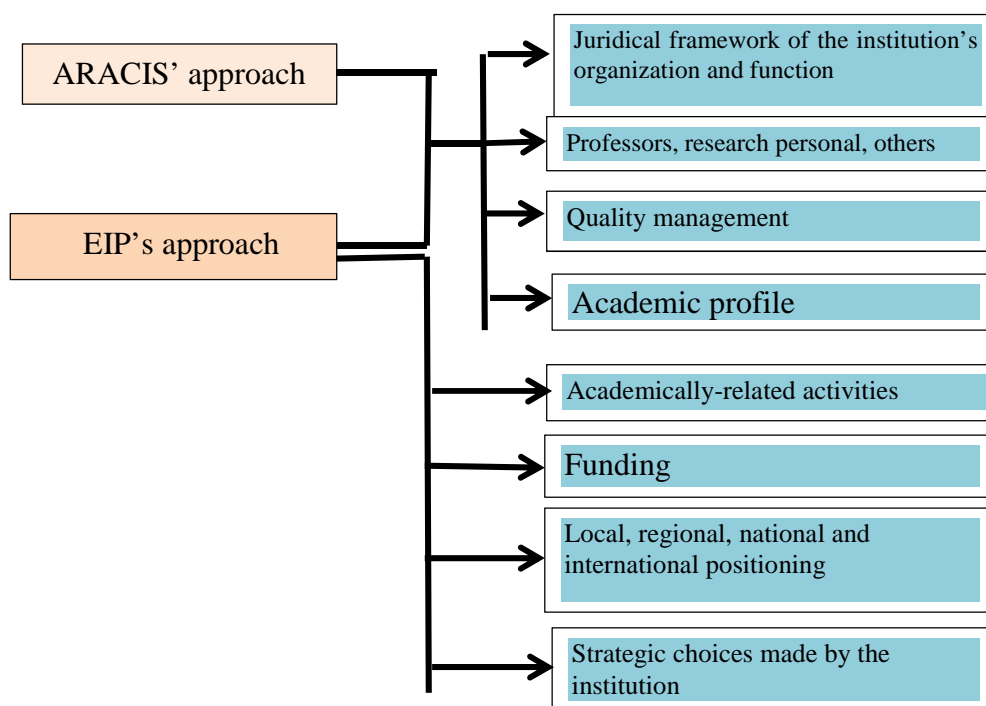 ARACIS’ approach
EIP’s approach
Juridical framework of the institution’s
organization and function
Professors, research personal, others
Quality management
Academic profile
Academically-related activities
Funding
Local, regional, national and
international positioning
Strategic choices made by the
institution